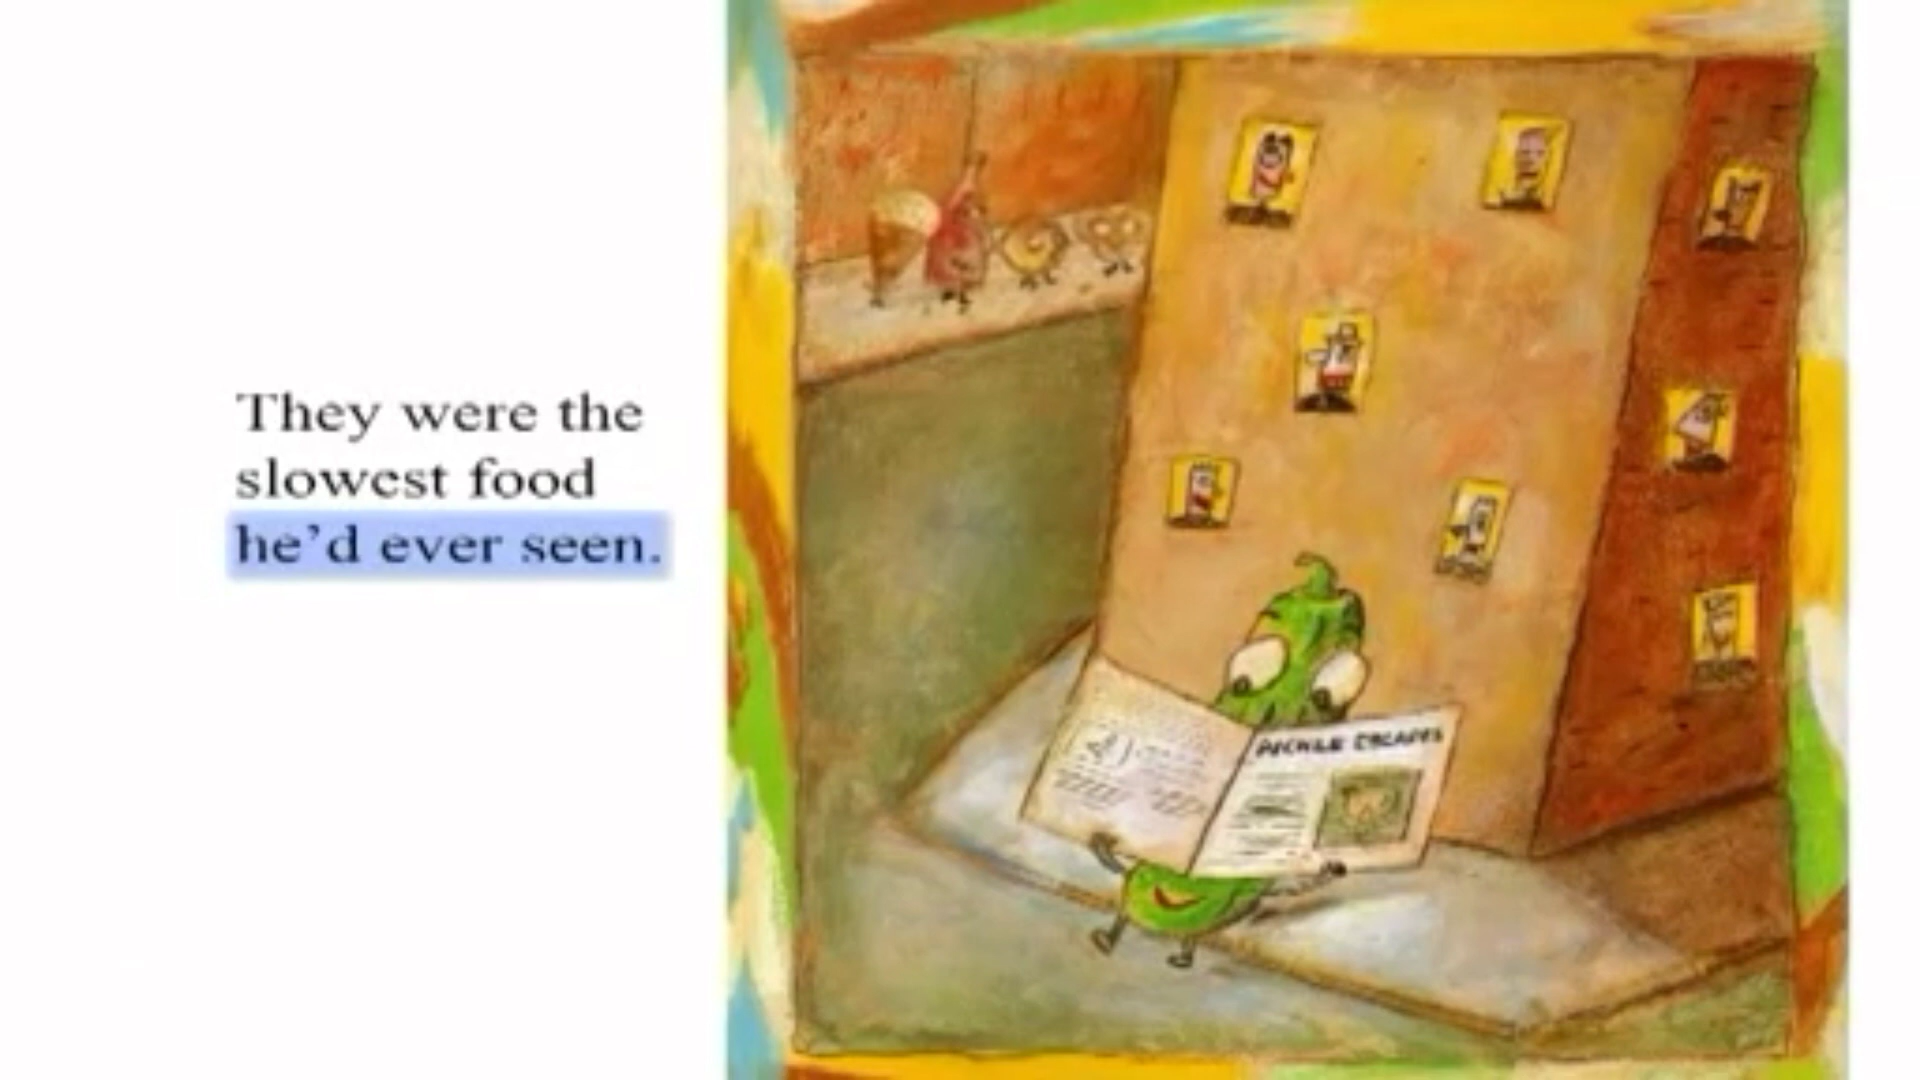 They were the
slowest food
he'd ever seen.
PICKLE ESCAPES